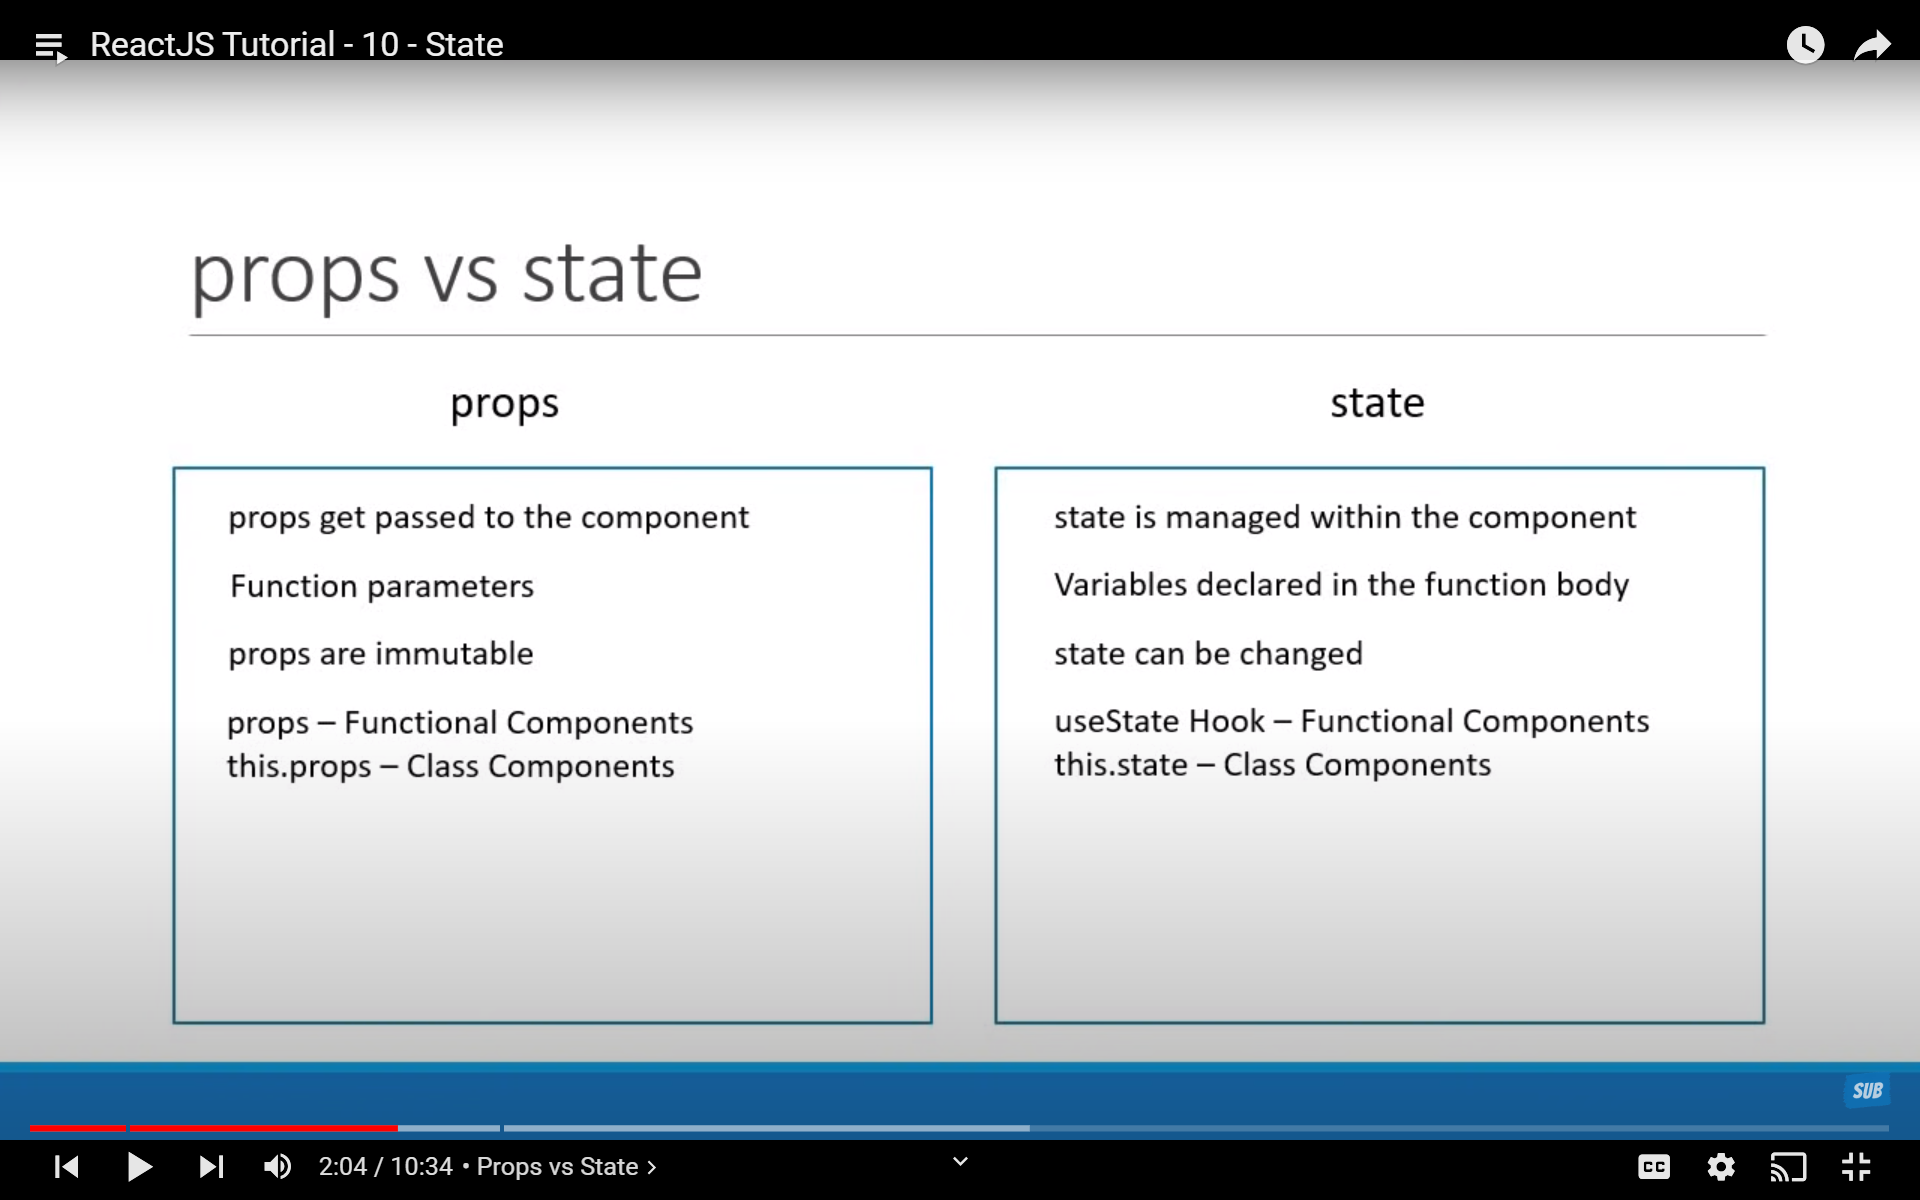 ReactJS Tutorial - 10 - State
props vs state
props
props get passed to the component
Function parameters
props are immutable
props – Functional Components
this.props – Class Components
state
state is managed within the component
Variables declared in the function body
state can be changed
useState Hook – Functional Components
this.state – Class Components
SUB
2:04 / 10:34 • Props vs State
CC